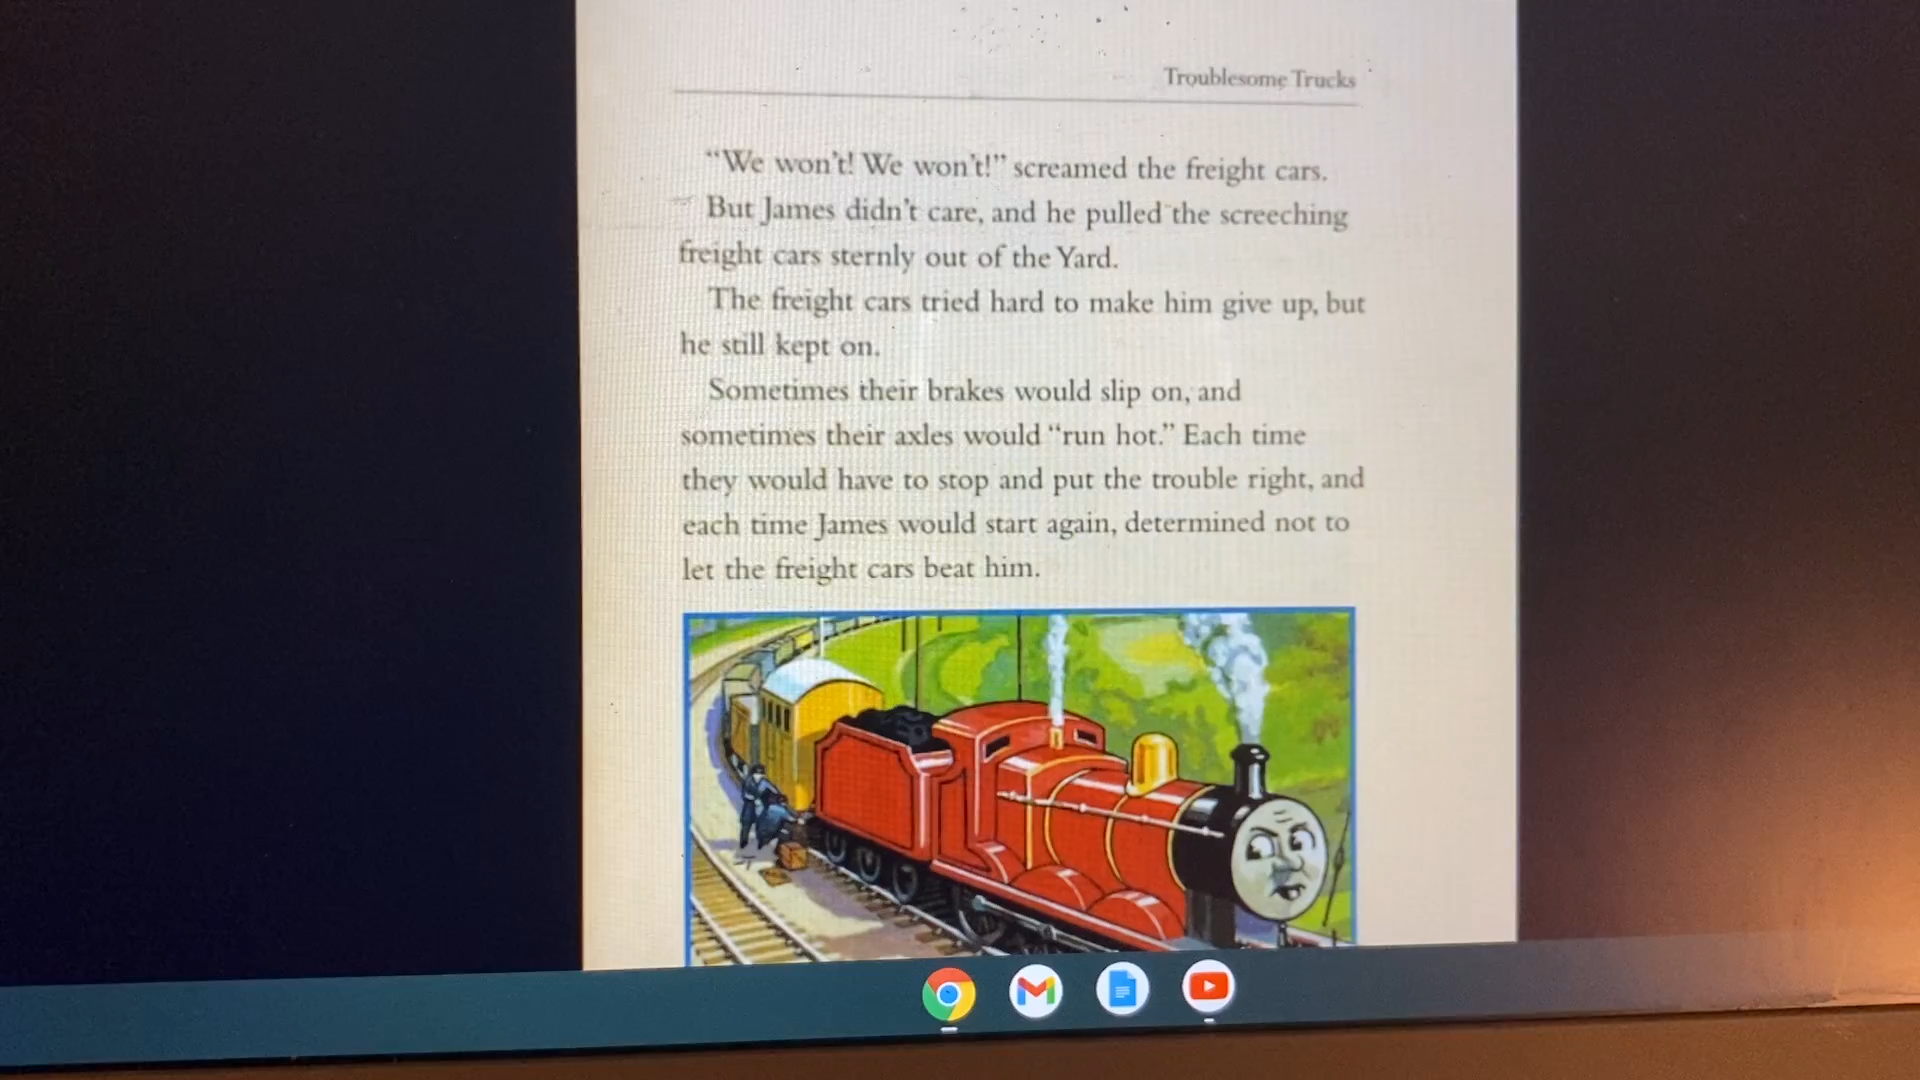 Troublesome Trucks
“We won’t! We won’t!” screamed the freight cars.
But James didn’t care, and he pulled the screeching
freight cars sternly out of the Yard.
The freight cars tried hard to make him give up, but
he still kept on.
Sometimes their brakes would slip on, and
sometimes their axles would “run hot.” Each time
they would have to stop and put the trouble right, and
each time James would start again, determined not to
let the freight cars beat him.